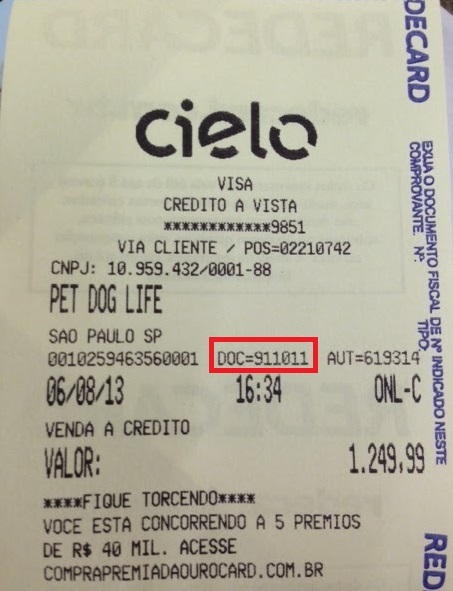 cielo
VISA
CREDITO A VISTA
************9851
VIA CLIENTE / POS=02210742
CNPJ: 10.959.432/0001-88
PET DOG LIFE
SAO PAULO SP
0010259463560001 DOC=911011 AUT=619314
06/08/13 16:34 ONL-C
VENDA A CREDITO
VALOR: 1.249,99
****FIQUE TORCENDO****
VOCE ESTA CONCORRENDO A 5 PREMIOS
DE R$ 40 MIL. ACESSE
COMPRAPREMIADAOUROCARD.COM.BR
DECARD
EXIJA O DOCUMENTO FISCAL DE Nº INDICADO NESTE
COMPROVANTE. Nº. TIPO.
RED